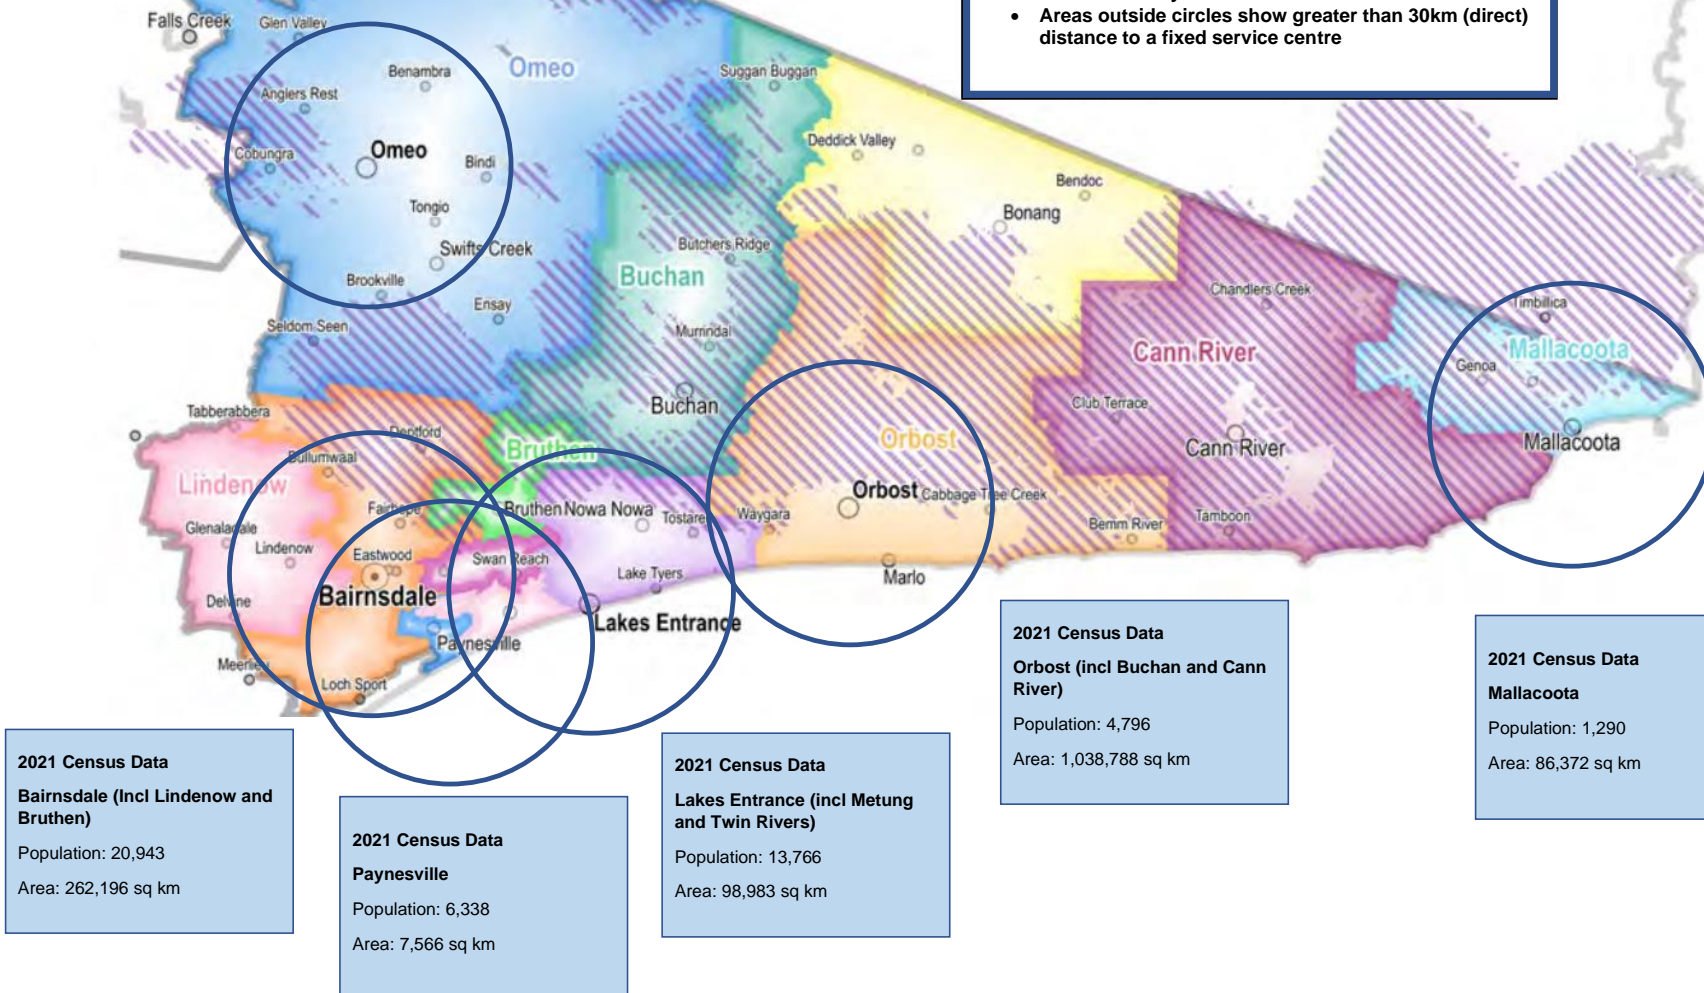 • Areas outside circles show greater than 30km (direct)
distance to a fixed service centre
Falls Creek
Glen Valley
Benambra
Omeo
Suggan Buggan
Anglers Rest
Deddick Valley
Omeo
Cobungra
Bindi
Bendoc
Tongio
Bonang
Swifts Creek
Butchers Ridge
Brookville
Buchan
Chandlers Creek
Ensay
Timbillica
Seldom Seen
Murrindal
Cann River
Mallacoota
Genoa
Tabberabbera
Buchan
Club Terrace
Deptford
Bruthen
Orbost
Cann River
Mallacoota
Bullumwaal
Lindenow
Orbost
Cabbage Tree Creek
Fairhope
Bruthen
Nowa Nowa
Tostaree
Waygara
Bemm River
Tamboon
Glenaladale
Lindenow
Eastwood
Swan Reach
Lake Tyers
Marlo
Bairnsdale
Delvine
Lakes Entrance
Paynesville
Meerlieu
Loch Sport
2021 Census Data
Bairnsdale (Incl Lindenow and
Bruthen)
Population: 20,943
Area: 262,196 sq km
2021 Census Data
Paynesville
Population: 6,338
Area: 7,566 sq km
2021 Census Data
Lakes Entrance (incl Metung
and Twin Rivers)
Population: 13,766
Area: 98,983 sq km
2021 Census Data
Orbost (incl Buchan and Cann
River)
Population: 4,796
Area: 1,038,788 sq km
2021 Census Data
Mallacoota
Population: 1,290
Area: 86,372 sq km